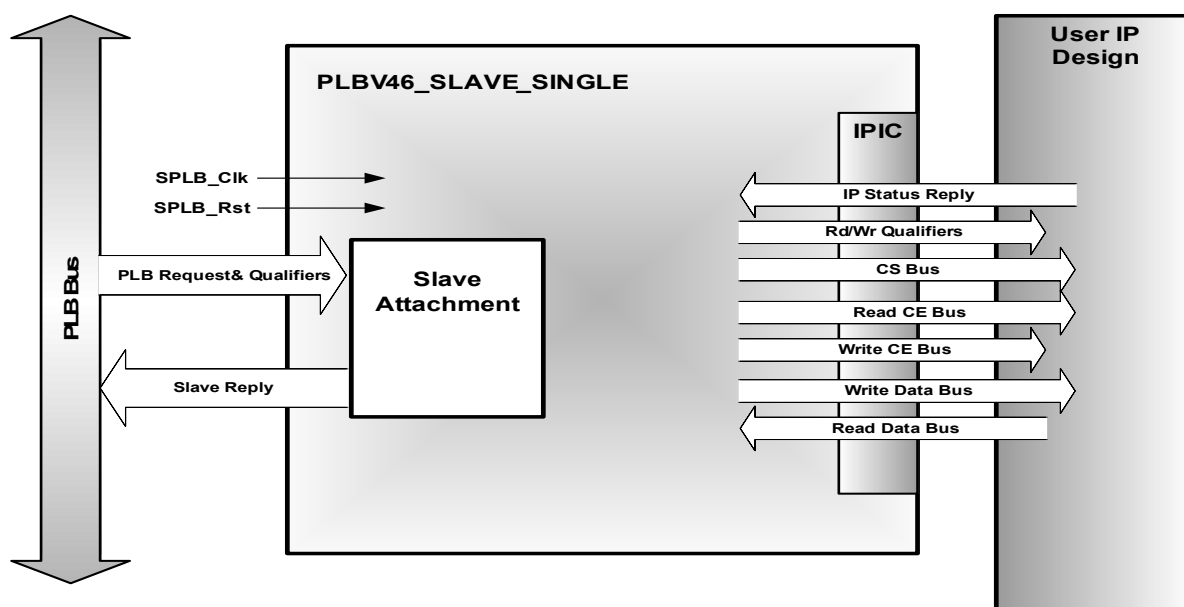 User IP
Design
PLBV46_SLAVE_SINGLE
IPIC
SPLB_Clk
SPLB_Rst
IP Status Reply
Rd/Wr Qualifiers
PLB Bus
PLB Request& Qualifiers
Slave
Attachment
CS Bus
Read CE Bus
Write CE Bus
Slave Reply
Write Data Bus
Read Data Bus